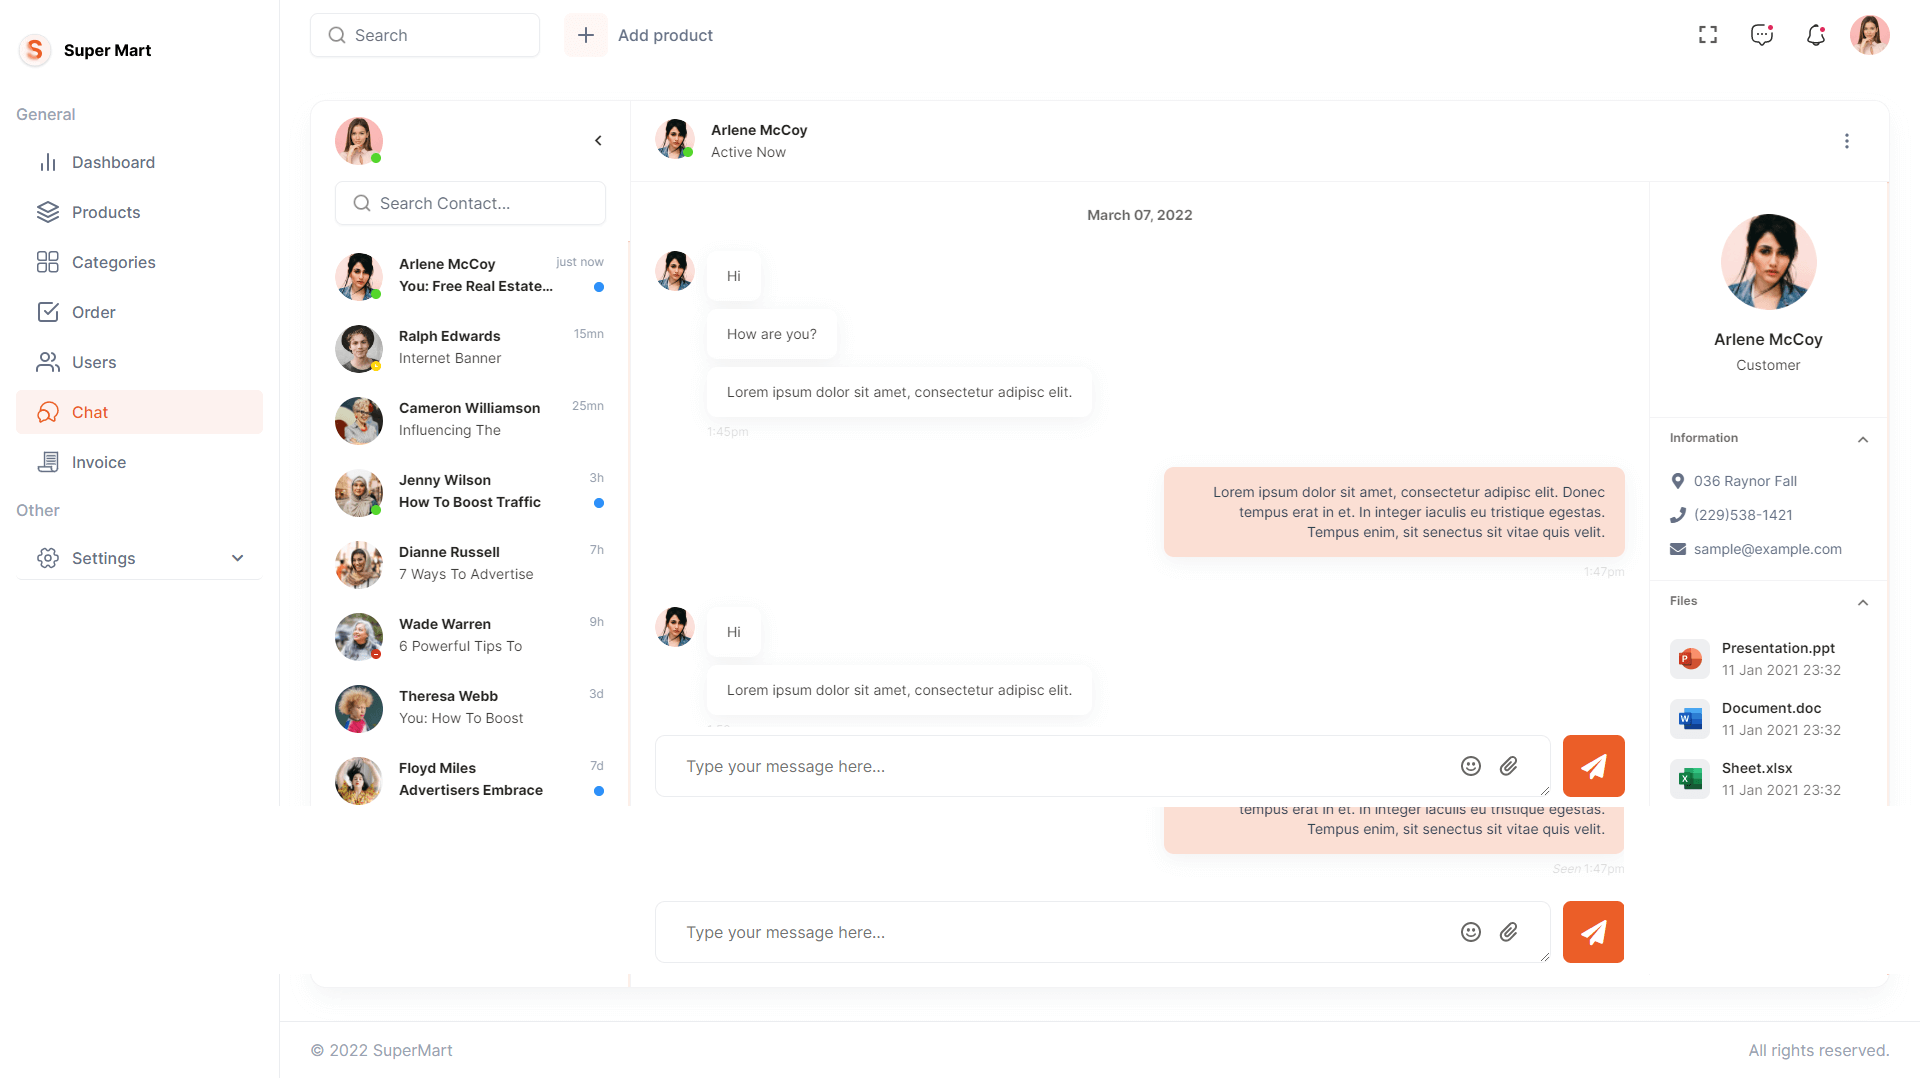 Super Mart
General
Dashboard
Products
Categories
Order
Users
Chat
Invoice
Other
Settings
Search
Add product
Search Contact...
Arlene McCoy
just now
You: Free Real Estate...
Ralph Edwards
15mn
Internet Banner
Cameron Williamson
25mn
Influencing The
Jenny Wilson
3h
How To Boost Traffic
Dianne Russell
7h
7 Ways To Advertise
Wade Warren
9h
6 Powerful Tips To
Theresa Webb
3d
You: How To Boost
Floyd Miles
7d
Advertisers Embrace
Arlene McCoy
Active Now
March 07, 2022
Hi
How are you?
Lorem ipsum dolor sit amet, consectetur adipisc elit.
1:45pm
Lorem ipsum dolor sit amet, consectetur adipisc elit. Donec
tempus erat in et. In integer iaculis eu tristique egestas.
Tempus enim, sit senectus sit vitae quis velit.
1:47pm
Hi
Lorem ipsum dolor sit amet, consectetur adipisc elit.
Type your message here...
tempus erat in et. In integer iaculis eu tristique egestas.
Tempus enim, sit senectus sit vitae quis velit.
Seen 1:47pm
Type your message here...
Arlene McCoy
Customer
Information
036 Raynor Fall
(229)538-1421
sample@example.com
Files
Presentation.ppt
11 Jan 2021 23:32
Document.doc
11 Jan 2021 23:32
Sheet.xlsx
11 Jan 2021 23:32
© 2022 SuperMart
All rights reserved.